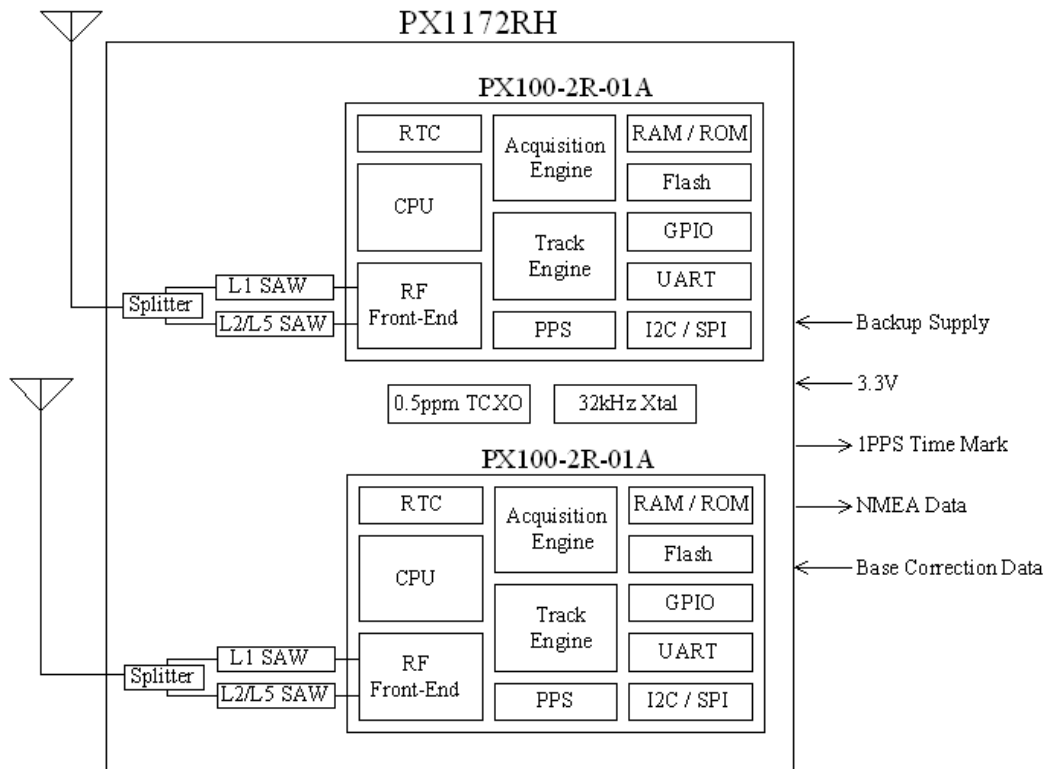 PX1172RH
PX100-2R-01A
RTC
Acquisition
Engine
RAM / ROM
CPU
Flash
Track
Engine
GPIO
UART
L1 SAW
RF
Front-End
Splitter
L2/L5 SAW
PPS
I2C / SPI
Backup Supply
3.3V
0.5ppm TCXO
32kHz Xtal
1PPS Time Mark
PX100-2R-01A
RTC
Acquisition
Engine
RAM / ROM
NMEA Data
CPU
Flash
Base Correction Data
Track
Engine
GPIO
UART
L1 SAW
RF
Front-End
Splitter
L2/L5 SAW
PPS
I2C / SPI